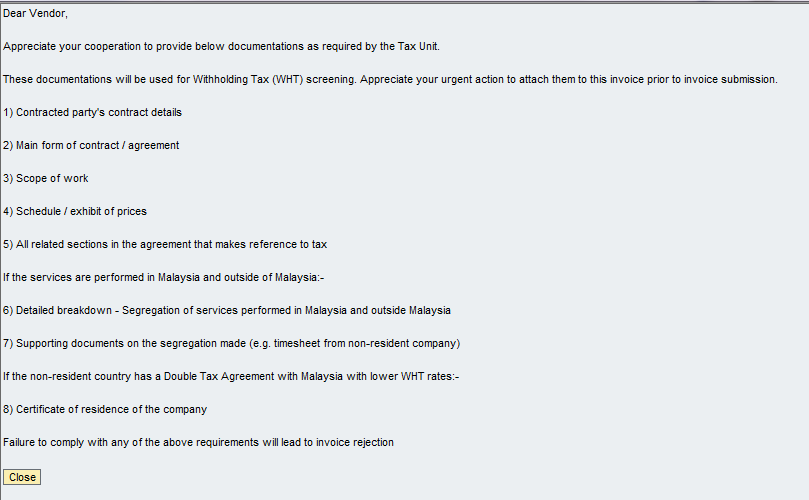 Dear Vendor,
Appreciate your cooperation to provide below documentations as required by the Tax Unit.
These documentations will be used for Withholding Tax (WHT) screening. Appreciate your urgent action to attach them to this invoice prior to invoice submission.
1) Contracted party's contract details
2) Main form of contract / agreement
3) Scope of work
4) Schedule / exhibit of prices
5) All related sections in the agreement that makes reference to tax
If the services are performed in Malaysia and outside of Malaysia:-
6) Detailed breakdown - Segregation of services performed in Malaysia and outside Malaysia
7) Supporting documents on the segregation made (e.g. timesheet from non-resident company)
If the non-resident country has a Double Tax Agreement with Malaysia with lower WHT rates:-
8) Certificate of residence of the company
Failure to comply with any of the above requirements will lead to invoice rejection
Close